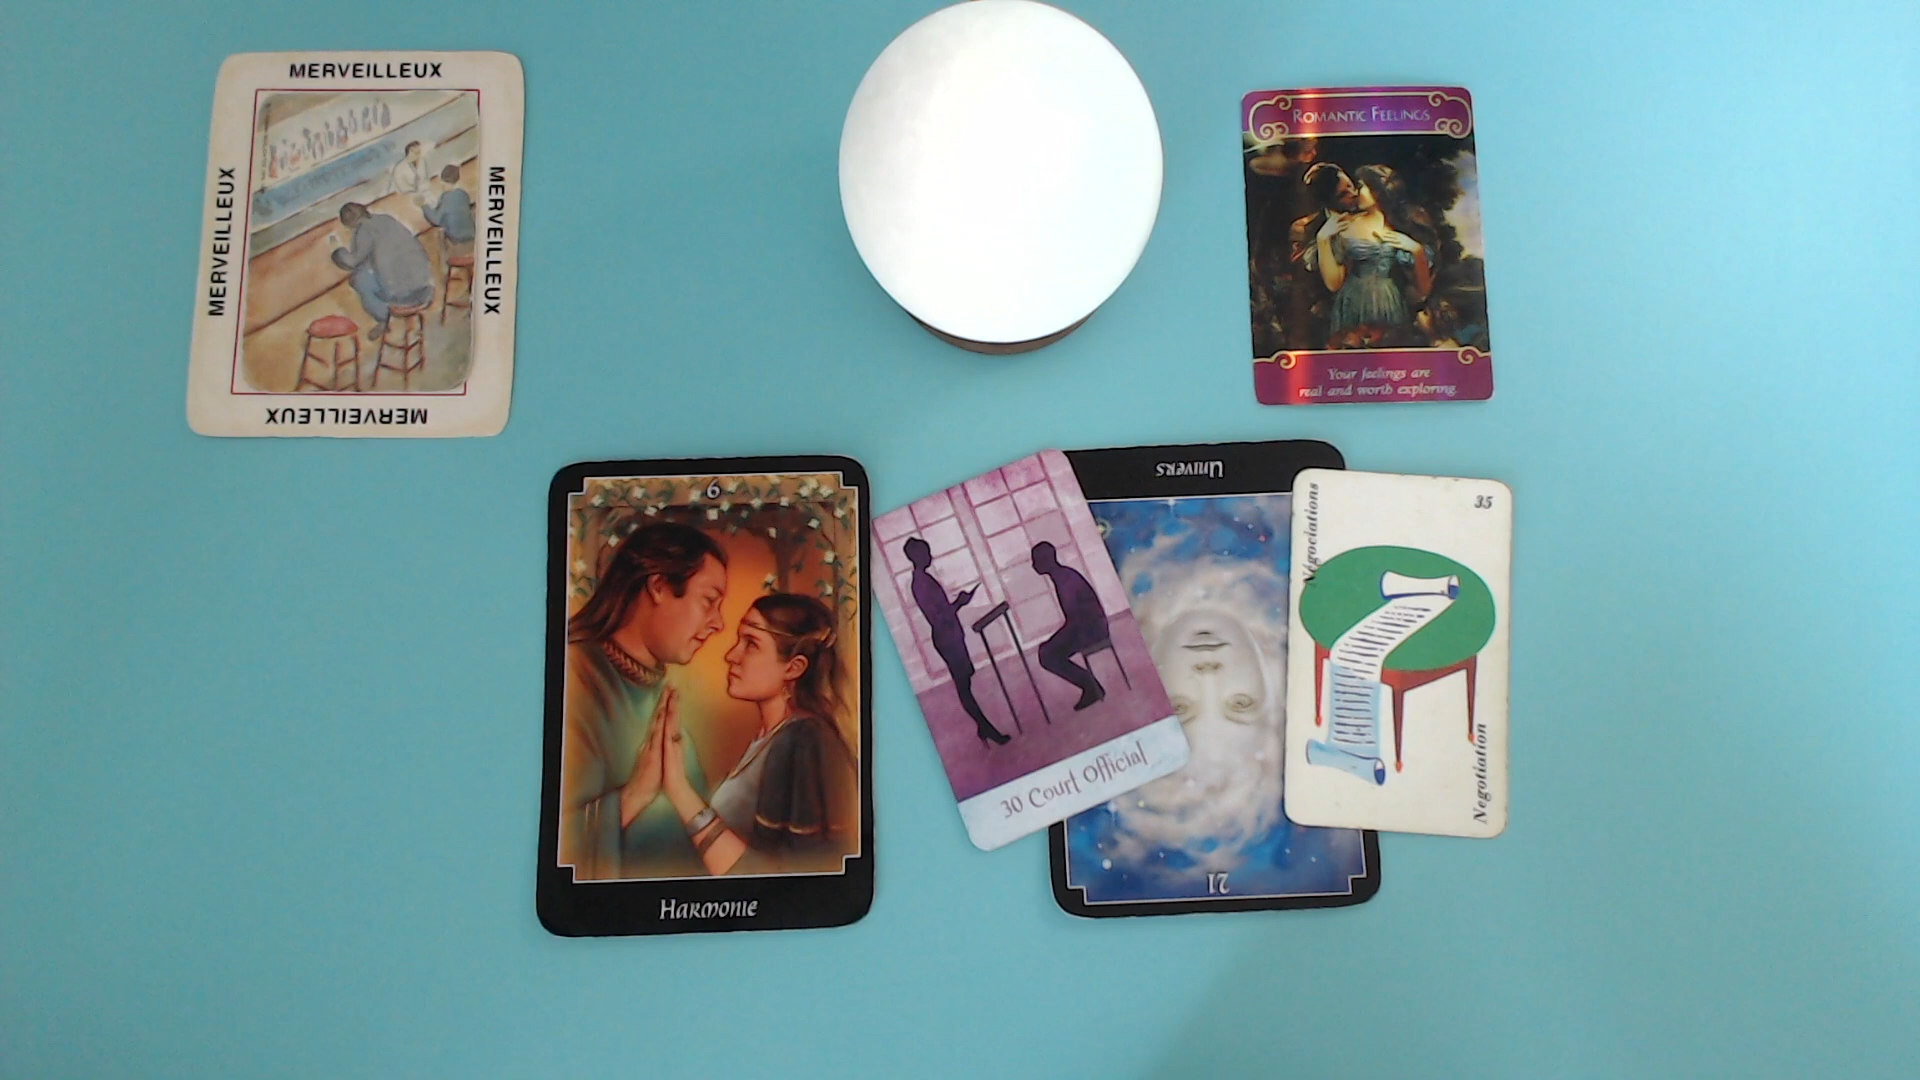 MERVEILLEUX
MERVEILLEUX
MERVEILLEUX
MERVEILLEUX
ROMANTIC FEELINGS
Your feelings are
real and worth exploring.
6
HARMONIE
30 Court Official
UNIVERS
21
Négociations
35
Negotiation